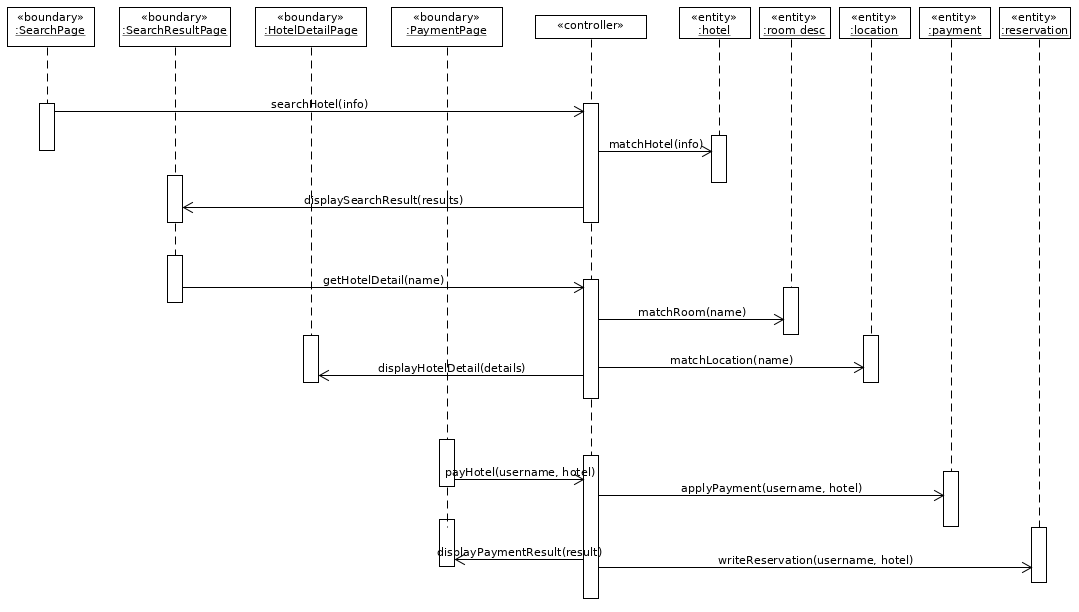 «boundary»
:SearchPage
«boundary»
:SearchResultPage
«boundary»
:HotelDetailPage
«boundary»
:PaymentPage
«controller»
«entity»
:hotel
«entity»
:room desc
«entity»
:location
«entity»
:payment
«entity»
:reservation
searchHotel(info)
matchHotel(info)
displaySearchResult(results)
getHotelDetail(name)
matchRoom(name)
matchLocation(name)
displayHotelDetail(details)
payHotel(username, hotel)
applyPayment(username, hotel)
displayPaymentResult(result)
writeReservation(username, hotel)